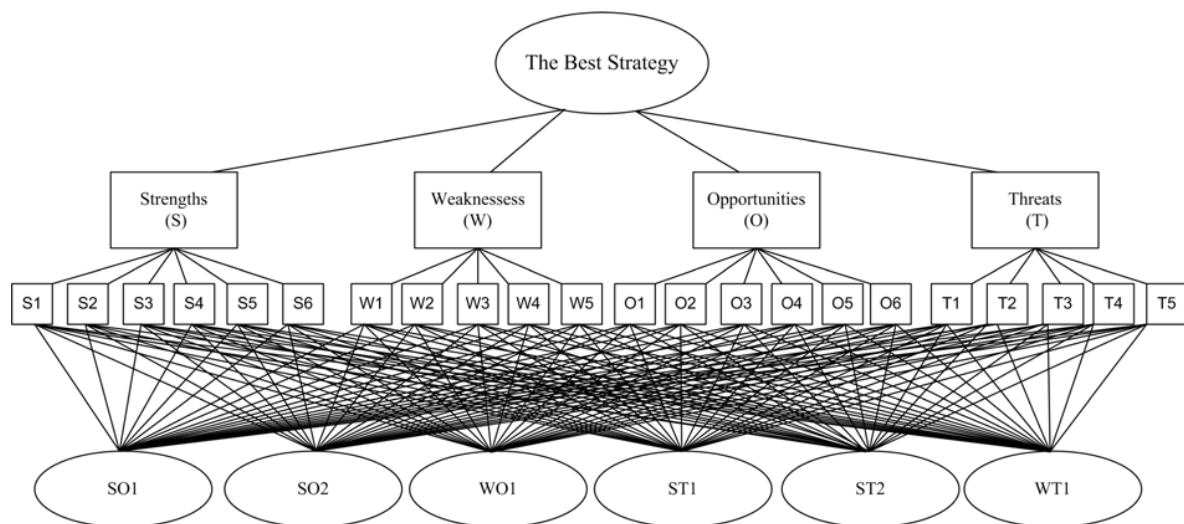 The Best Strategy
Strengths
(S)
Weaknessess
(W)
Opportunities
(O)
Threats
(T)
S1 S2 S3 S4 S5 S6 W1 W2 W3 W4 W5 O1 O2 O3 O4 O5 O6 T1 T2 T3 T4 T5
SO1 SO2 WO1 ST1 ST2 WT1